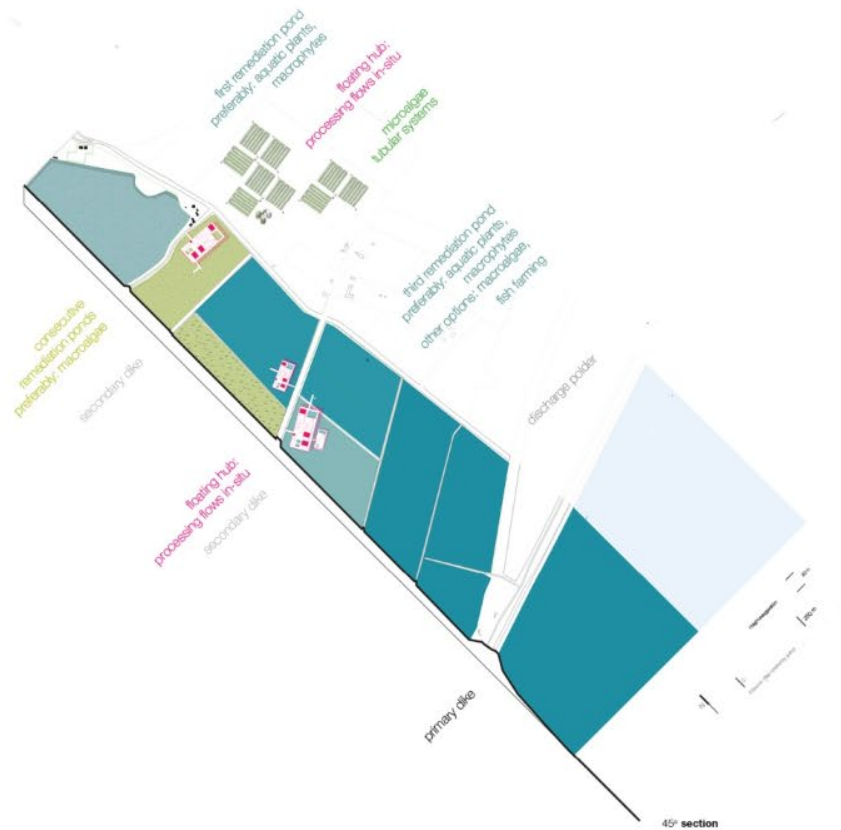 first remediation pond
preferably: aquatic plants,
macrophytes
floating hub:
processing flows in-situ
microalgae
tubular systems
third remediation pond
preferably: aquatic plants,
macrophytes
other options: macroalgae,
fish farming
consecutive
remediation ponds
preferably: macroalgae
secondary dike
discharge polder
floating hub:
processing flows in-situ
secondary dike
primary dike
N
45° section